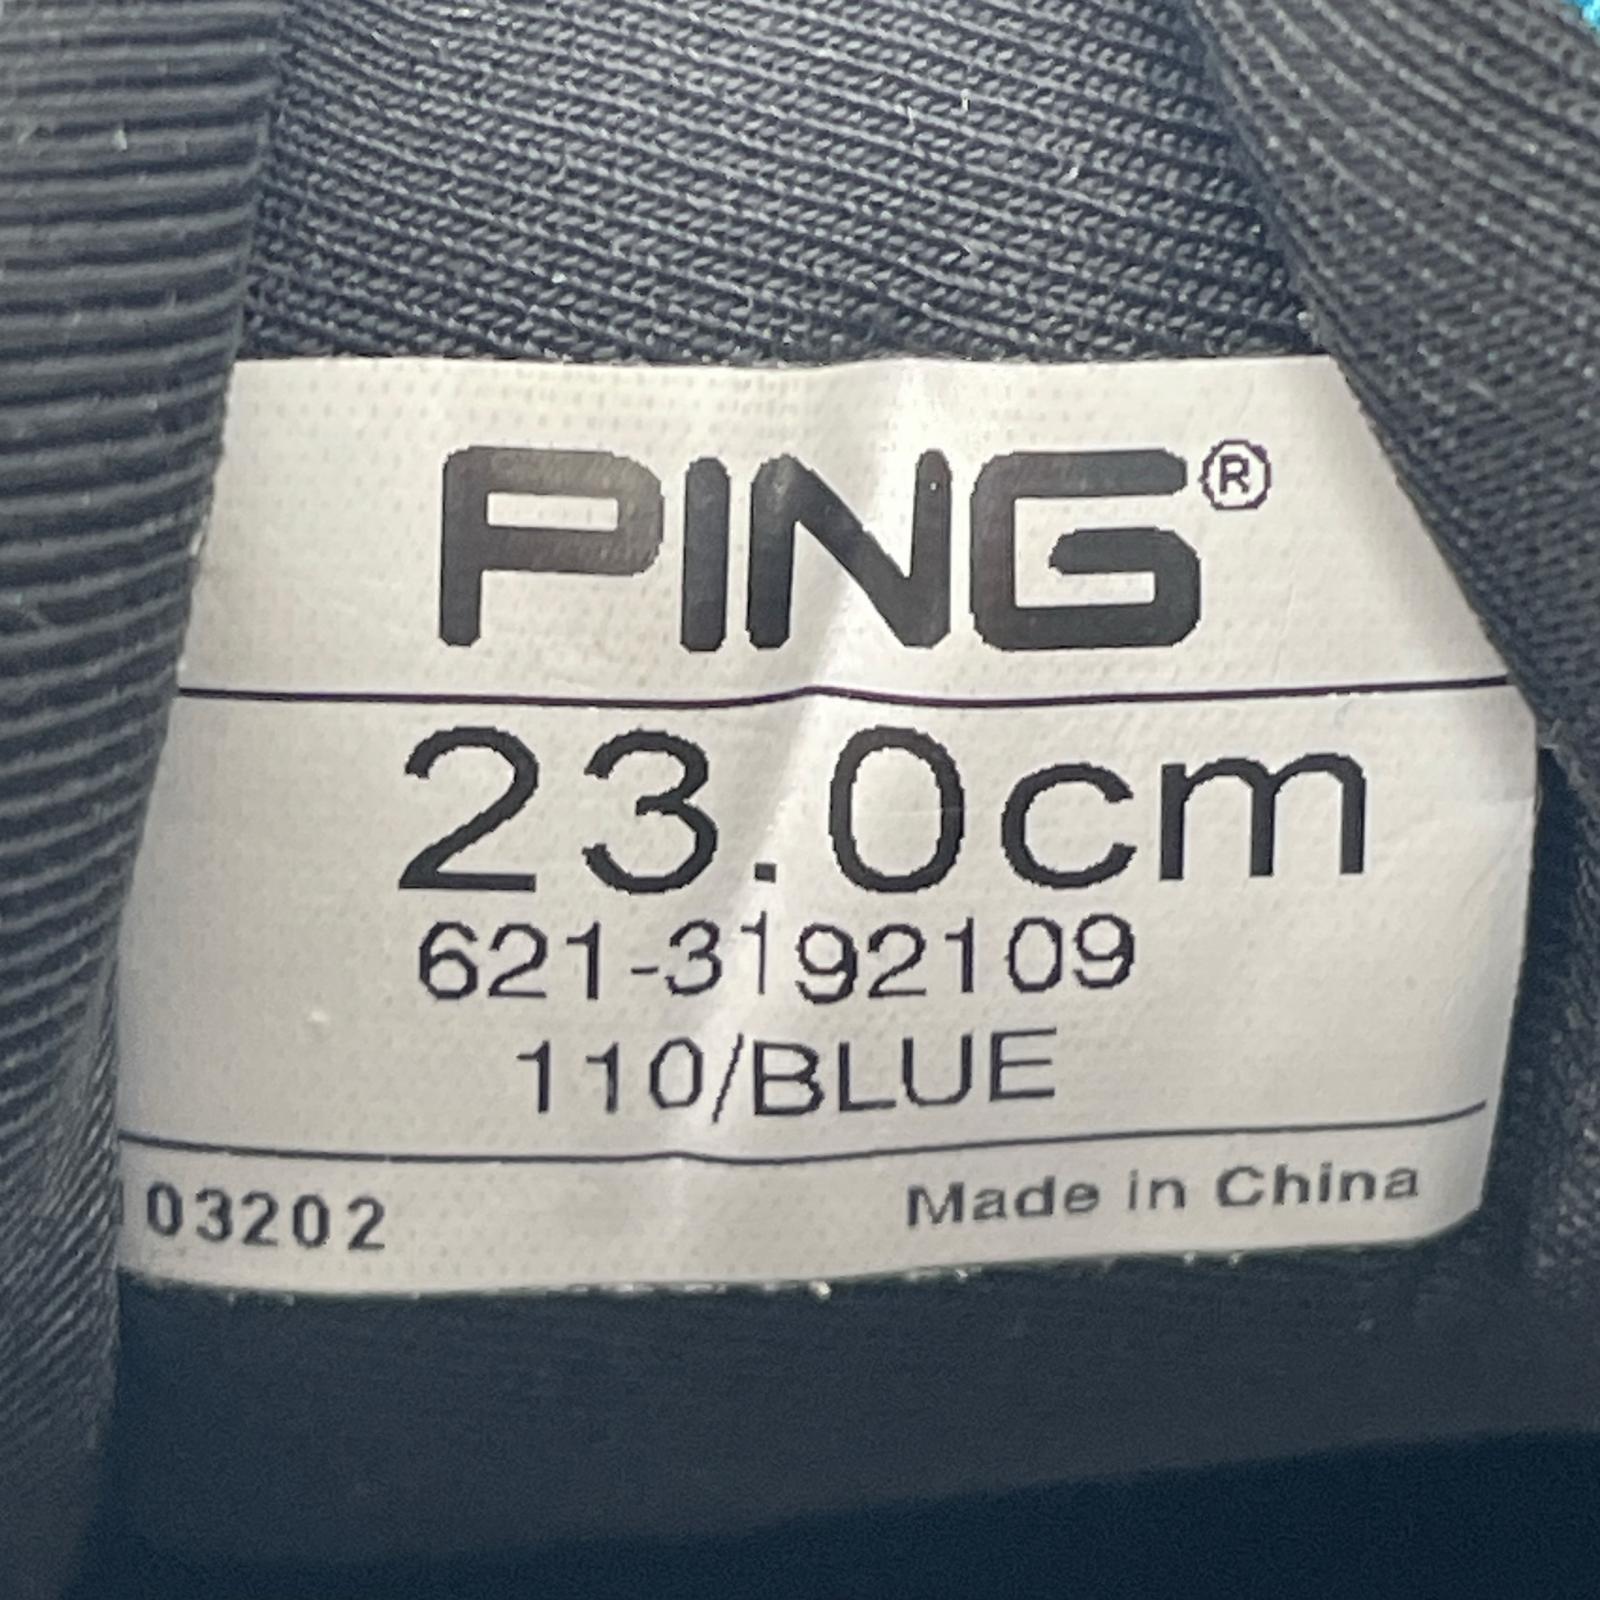 PING®
23.0cm
621-3192109
110/BLUE
03202 Made in China